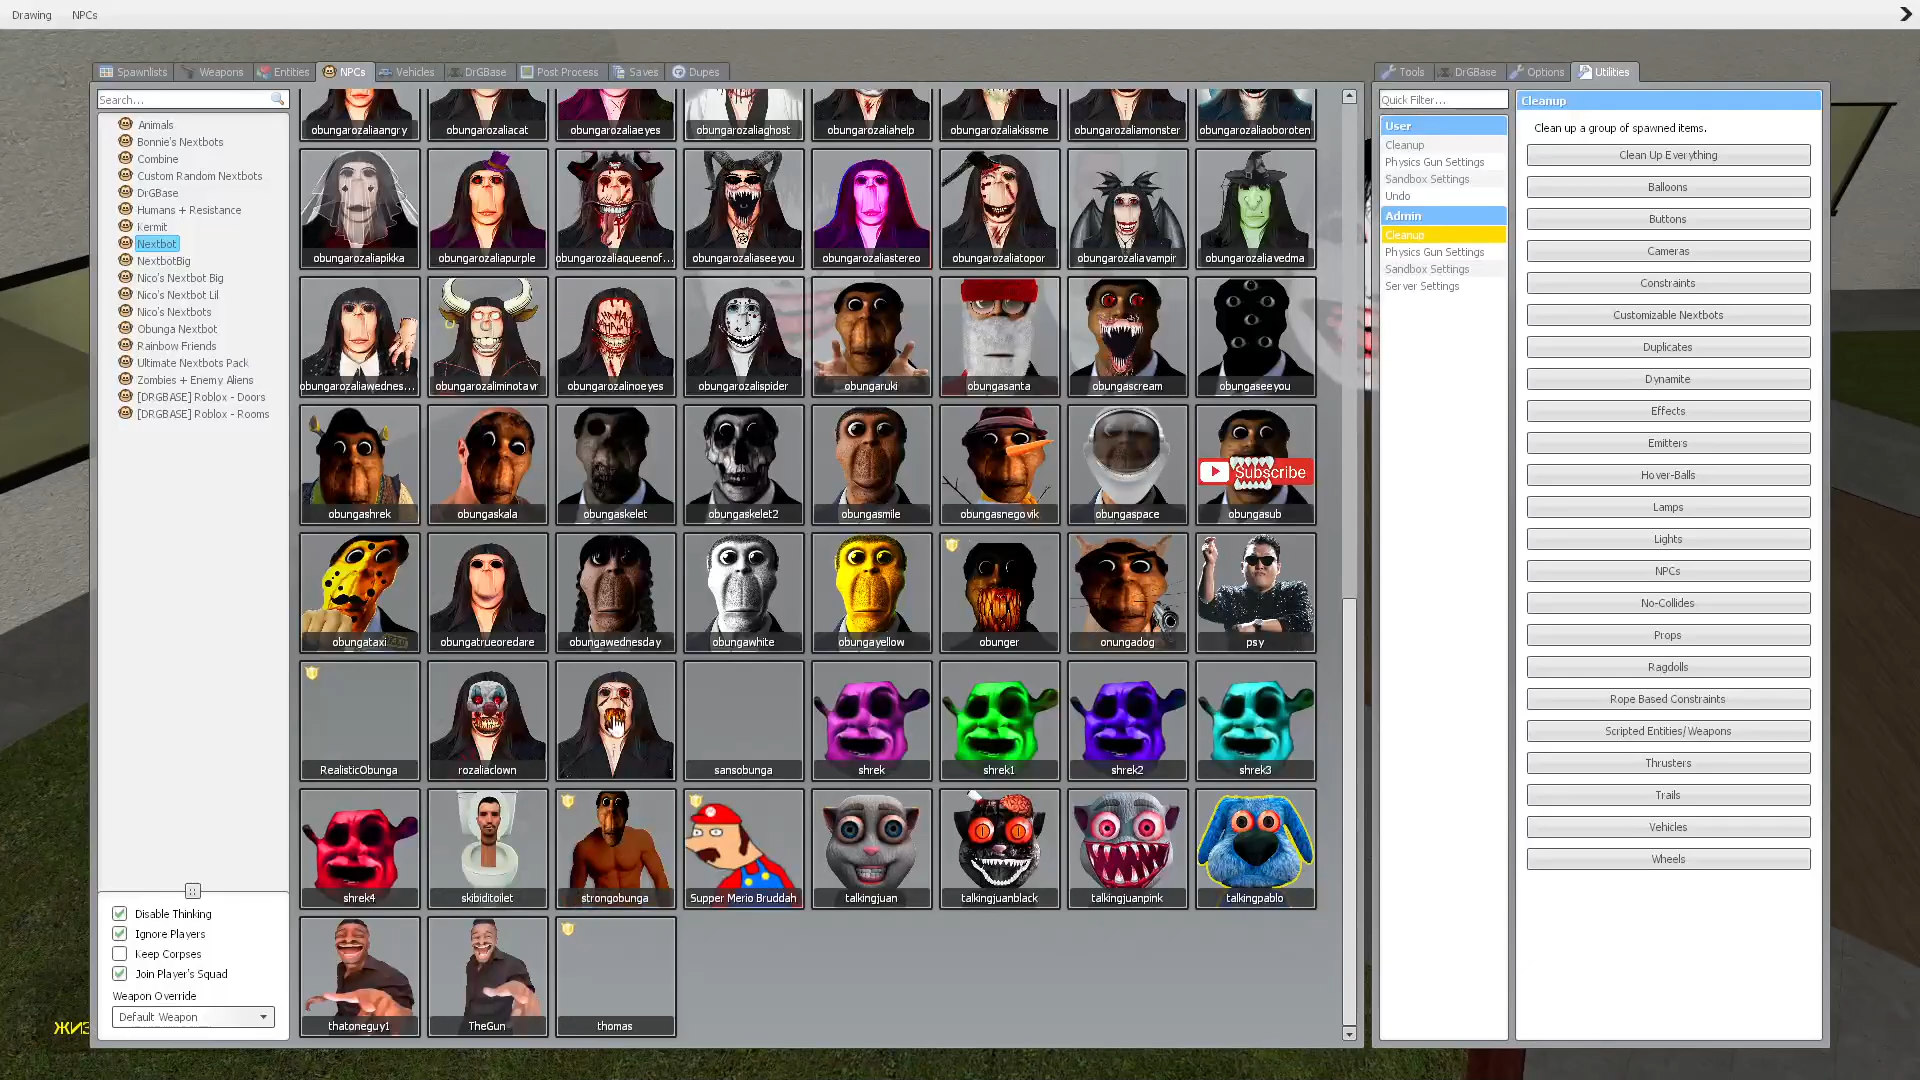 Drawing NPCs
Spawnlists Weapons Entities NPCs Vehicles DrGBase Post Process Saves Dupes
Tools DrGBase Options Utilities
Search...
Animals
Bonnie's Nextbots
Combine
Custom Random Nextbots
DrGBase
Humans + Resistance
Kermit
Nextbot
NextbotBig
Nico's Nextbot Big
Nico's Nextbot Lil
Nico's Nextbots
Obunga Nextbot
Rainbow Friends
Ultimate Nextbots Pack
Zombies + Enemy Aliens
[DRGBASE] Roblox - Doors
[DRGBASE] Roblox - Rooms
Disable Thinking
Ignore Players
Keep Corpses
Join Player's Squad
Weapon Override
Default Weapon
ЖИЗ
obungarozaliaangry obungarozaliacat obungarozaliaeyes obungarozaliaghost obungarozaliahelp obungarozaliakissme obungarozaliamonster obungarozaliaoboroten
obungarozaliapikka obungarozaliapurple obungarozaliaqueenof... obungarozaliaseeyou obungarozaliastereo obungarozaliatopor obungarozaliavampir obungarozaliavedma
obungarozaliawednes... obungarozaliminotavr obungarozalinoeyes obungarozalispider obungaruki obungasanta obungascream obungaseeyou
Subscribe
obungashrek obungaskala obungaskelet obungaskelet2 obungasmile obungasnegovik obungaspace obungasub
obungataxi obungatrueoredare obungawednesday obungawhite obungayellow obunger onungadog psy
RealisticObunga rozaliaclown sansobunga shrek shrek1 shrek2 shrek3
shrek4 skibiditoilet strongobunga Supper Merio Bruddah talkingjuan talkingjuanblack talkingjuanpink talkingpablo
thatoneguy1 TheGun thomas
Quick Filter...
User
Cleanup
Physics Gun Settings
Sandbox Settings
Undo
Admin
Cleanup
Physics Gun Settings
Sandbox Settings
Server Settings
Cleanup
Clean up a group of spawned items.
Clean Up Everything
Balloons
Buttons
Cameras
Constraints
Customizable Nextbots
Duplicates
Dynamite
Effects
Emitters
Hover-Balls
Lamps
Lights
NPCs
No-Collides
Props
Ragdolls
Rope Based Constraints
Scripted Entities/Weapons
Thrusters
Trails
Vehicles
Wheels